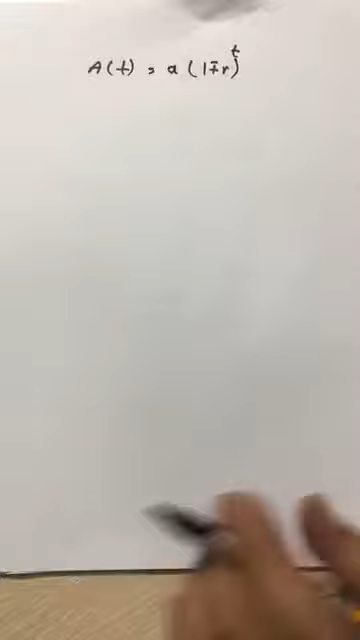 A(t) = a (1∓r)^t